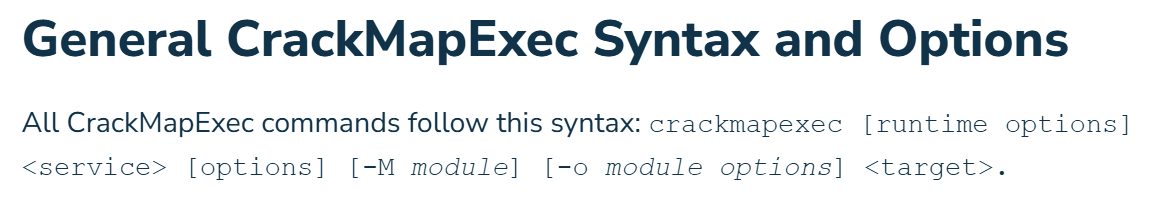 General CrackMapExec Syntax and Options
All CrackMapExec commands follow this syntax: crackmapexec [runtime options]
<service> [options] [-M module] [-o module options] <target>.